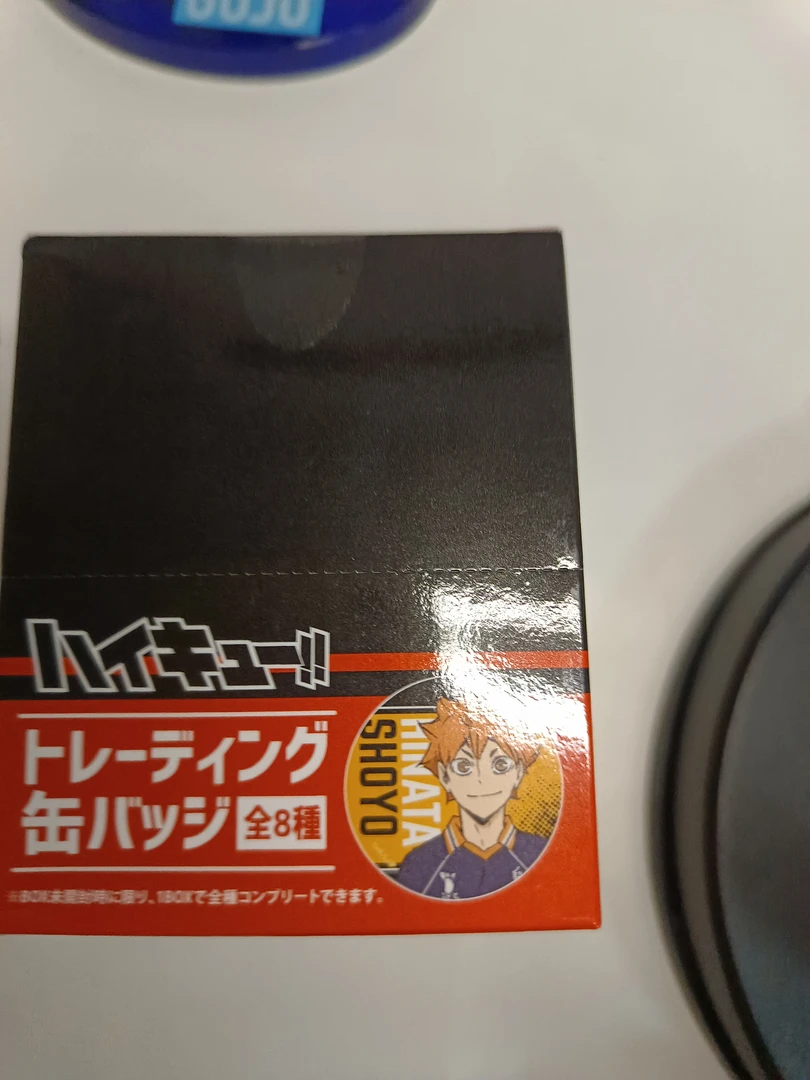 GOJO
ハイキュー!!
トレーディング
缶バッジ 全8種
HINATA
SHOYO
※BOX未開封時に限り、1BOXで全種コンプリートできます。